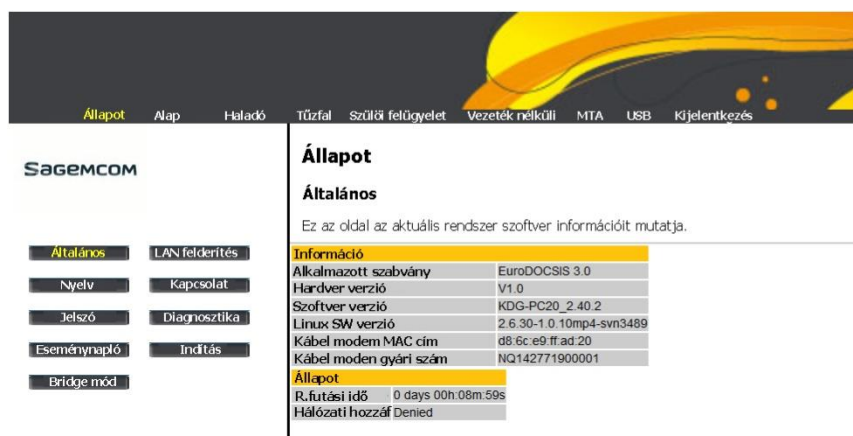 Állapot Alap Haladó Tűzfal Szülői felügyelet Vezeték nélküli MTA USB Kijelentkezés
SAGEMCOM
Általános LAN felderítés
Nyelv Kapcsolat
Jelszó Diagnosztika
Eseménynapló Indítás
Bridge mód
Állapot
Általános
Ez az oldal az aktuális rendszer szoftver információit mutatja.
Információ
Alkalmazott szabvány EuroDOCSIS 3.0
Hardver verzió V1.0
Szoftver verzió KDG-PC20_2.40.2
Linux SW verzió 2.6.30-1.0.10mp4-svn3489
Kábel modem MAC cím d8:6c:e9:ff:ad:20
Kábel moden gyári szám NQ142771900001
Állapot
R.futási idő 0 days 00h:08m:59s
Hálózati hozzáf Denied